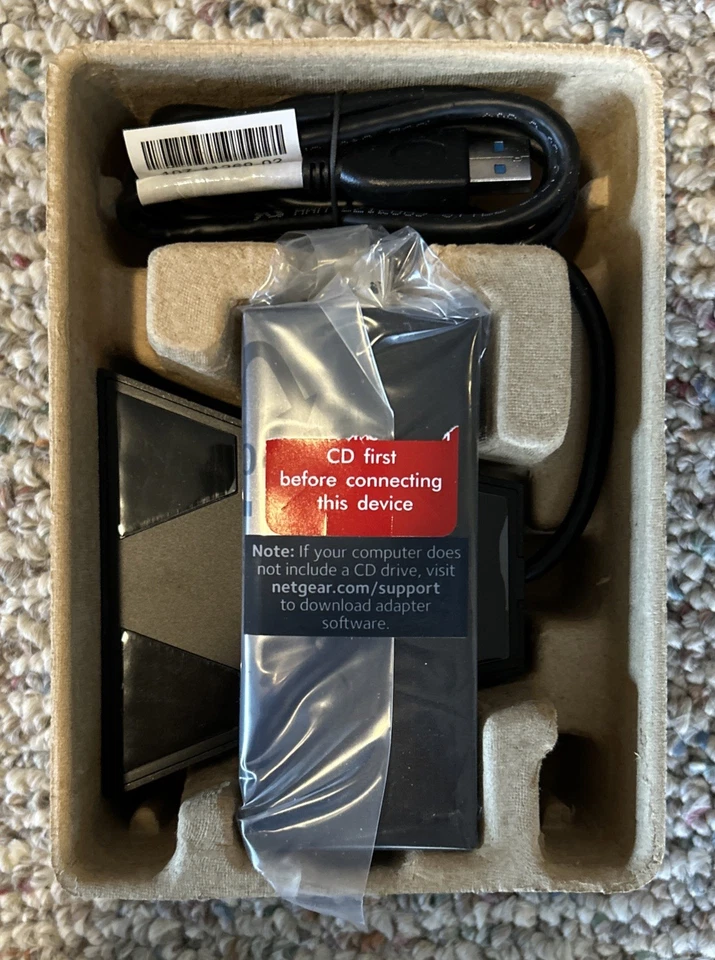 CD first
before connecting
this device
Note: If your computer does
not include a CD drive, visit
netgear.com/support
to download adapter
software.